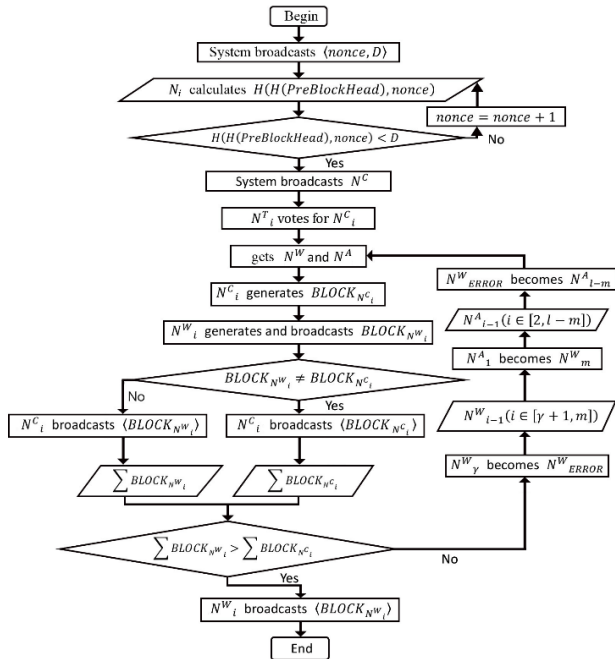 Begin
System broadcasts ⟨nonce, D⟩
N_i calculates H(H(PreBlockHead), nonce)
nonce = nonce + 1
H(H(PreBlockHead), nonce) < D
No
Yes
System broadcasts N^C
N^T_i votes for N^C_i
gets N^W and N^A
N^W_ERROR becomes N^A_{l-m}
N^C_i generates BLOCK_{N^C_i}
N^A_{i-1}(i ∈ [2, l − m])
N^W_i generates and broadcasts BLOCK_{N^W_i}
N^A_1 becomes N^W_m
BLOCK_{N^W_i} ≠ BLOCK_{N^C_i}
No
Yes
N^C_i broadcasts ⟨BLOCK_{N^W_i}⟩
N^C_i broadcasts ⟨BLOCK_{N^C_i}⟩
N^W_{i-1}(i ∈ [γ + 1, m])
∑ BLOCK_{N^W_i}
∑ BLOCK_{N^C_i}
N^W_γ becomes N^W_ERROR
∑ BLOCK_{N^W_i} > ∑ BLOCK_{N^C_i}
No
Yes
N^W_i broadcasts ⟨BLOCK_{N^W_i}⟩
End